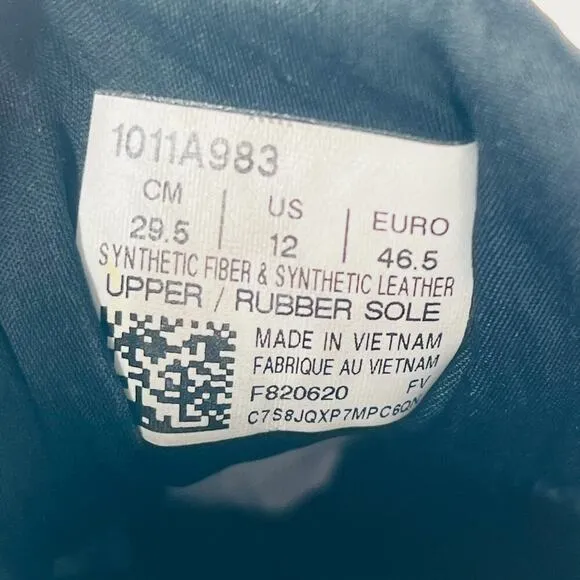 1011A983
CM | US | EURO
29.5 | 12 | 46.5
SYNTHETIC FIBER & SYNTHETIC LEATHER
UPPER / RUBBER SOLE
MADE IN VIETNAM
FABRIQUE AU VIETNAM
F820620 FV